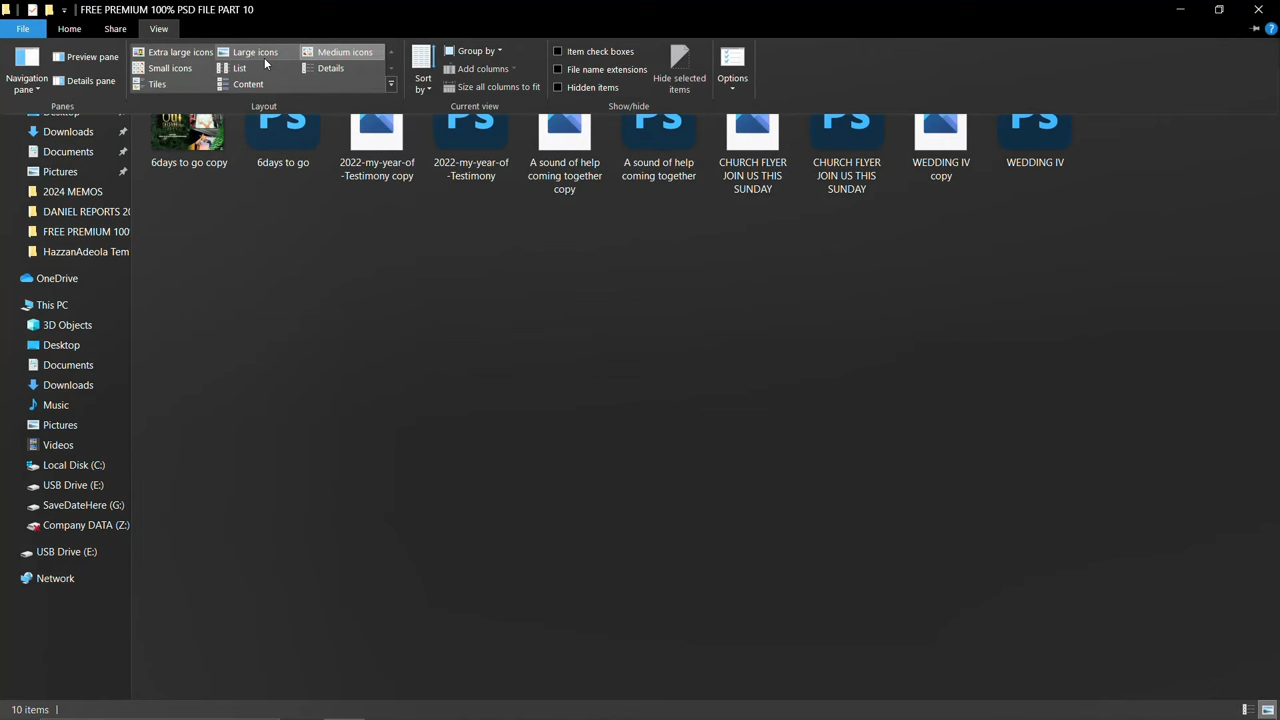 FREE PREMIUM 100% PSD FILE PART 10
File
Home
Share
View
Navigation pane
Preview pane
Details pane
Panes
Extra large icons
Large icons
Medium icons
Small icons
List
Details
Tiles
Content
Layout
Sort by
Group by
Add columns
Size all columns to fit
Current view
Item check boxes
File name extensions
Hidden items
Hide selected items
Show/hide
Options
Desktop
Downloads
Documents
Pictures
2024 MEMOS
DANIEL REPORTS 20
FREE PREMIUM 100%
HazzanAdeola Tem
OneDrive
This PC
3D Objects
Desktop
Documents
Downloads
Music
Pictures
Videos
Local Disk (C:)
USB Drive (E:)
SaveDateHere (G:)
Company DATA (Z:)
USB Drive (E:)
Network
Ps
Ps
Ps
Ps
Ps
6days to go copy
6days to go
2022-my-year-of
-Testimony copy
2022-my-year-of
-Testimony
A sound of help
coming together
copy
A sound of help
coming together
CHURCH FLYER
JOIN US THIS
SUNDAY
CHURCH FLYER
JOIN US THIS
SUNDAY
WEDDING IV
copy
WEDDING IV
10 items